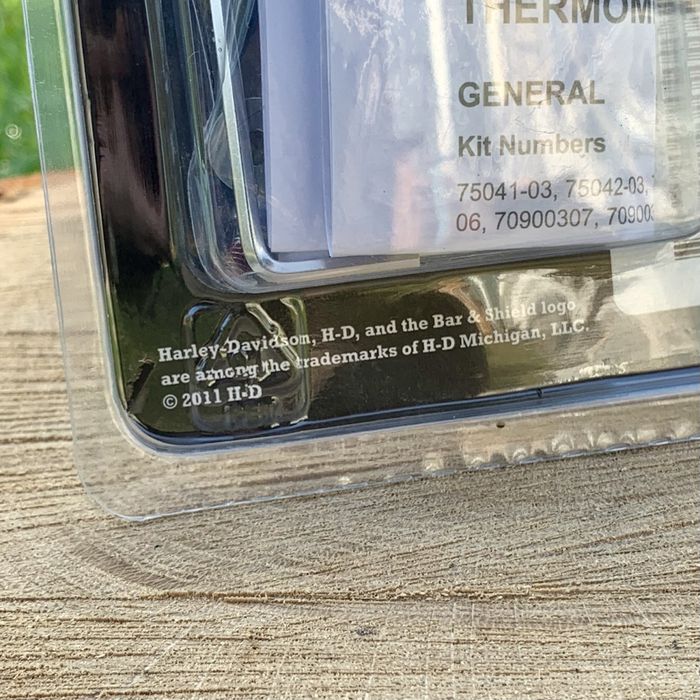 THERMOM
GENERAL
Kit Numbers
75041-03, 75042-03,
06, 70900307, 70900
Harley-Davidson, H-D, and the Bar & Shield logo
are among the trademarks of H-D Michigan, LLC.
© 2011 H-D